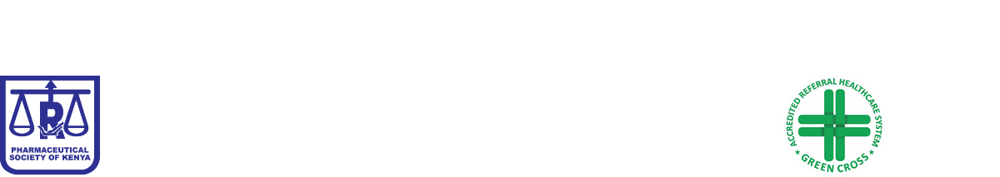 R
PHARMACEUTICAL
SOCIETY OF KENYA
ACCREDITED REFERRAL HEALTHCARE SYSTEM
★ GREEN CROSS ★